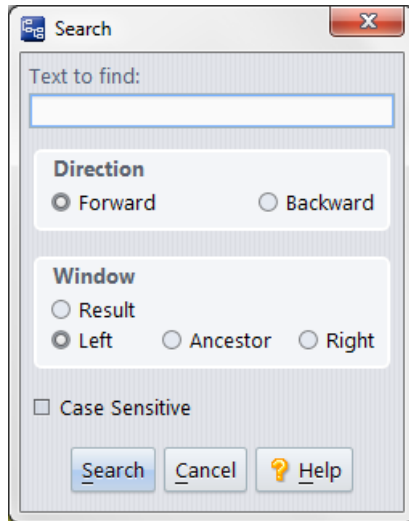 Search
Text to find:
Direction
Forward Backward
Window
Result
Left Ancestor Right
Case Sensitive
Search Cancel Help